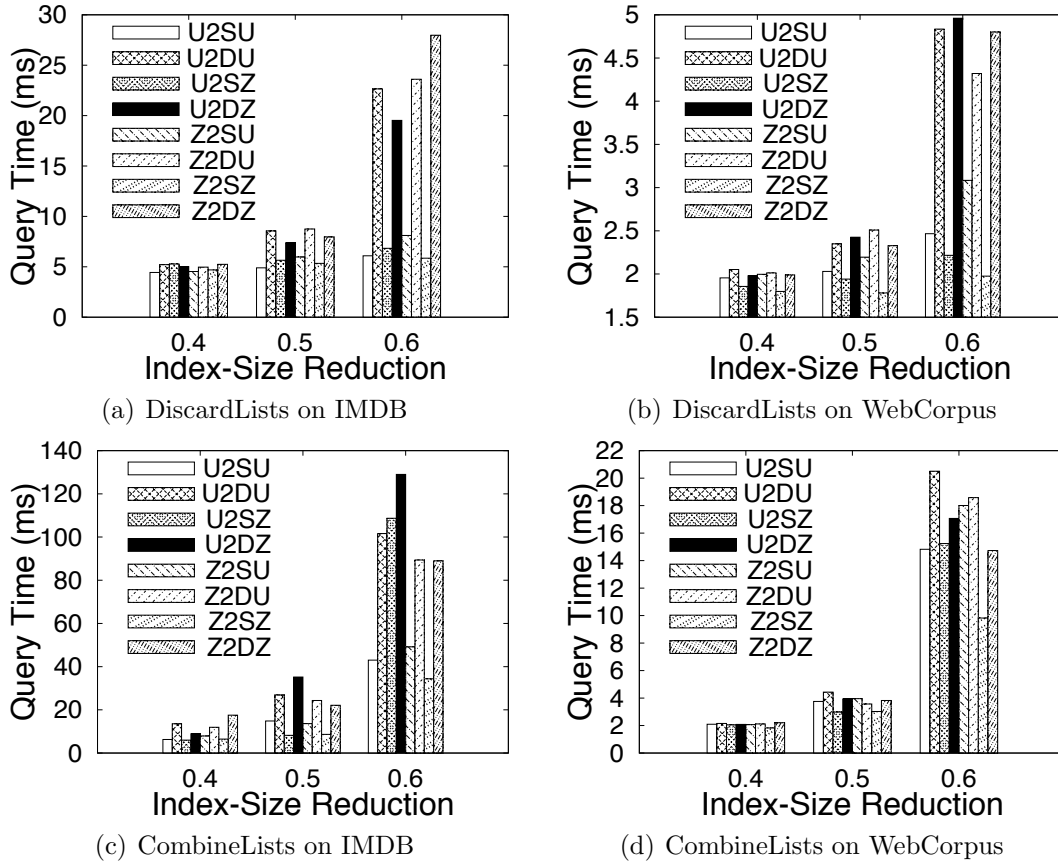 30
25
20
15
10
5
0
Query Time (ms)
U2SU
U2DU
U2SZ
U2DZ
Z2SU
Z2DU
Z2SZ
Z2DZ
0.4 0.5 0.6
Index-Size Reduction
(a) DiscardLists on IMDB
5
4.5
4
3.5
3
2.5
2
1.5
Query Time (ms)
U2SU
U2DU
U2SZ
U2DZ
Z2SU
Z2DU
Z2SZ
Z2DZ
0.4 0.5 0.6
Index-Size Reduction
(b) DiscardLists on WebCorpus
140
120
100
80
60
40
20
0
Query Time (ms)
U2SU
U2DU
U2SZ
U2DZ
Z2SU
Z2DU
Z2SZ
Z2DZ
0.4 0.5 0.6
Index-Size Reduction
(c) CombineLists on IMDB
22
20
18
16
14
12
10
8
6
4
2
0
Query Time (ms)
U2SU
U2DU
U2SZ
U2DZ
Z2SU
Z2DU
Z2SZ
Z2DZ
0.4 0.5 0.6
Index-Size Reduction
(d) CombineLists on WebCorpus